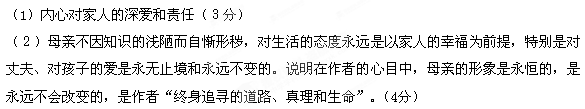 （1）内心对家人的深爱和责任（3分）
（2）母亲不因知识的浅陋而自惭形秽，对生活的态度永远是以家人的幸福为前提，特别是对
丈夫、对孩子的爱是永无止境和永远不变的。说明在作者的心目中，母亲的形象是永恒的，是
永远不会改变的，是作者“终身追寻的道路、真理和生命”。（4分）